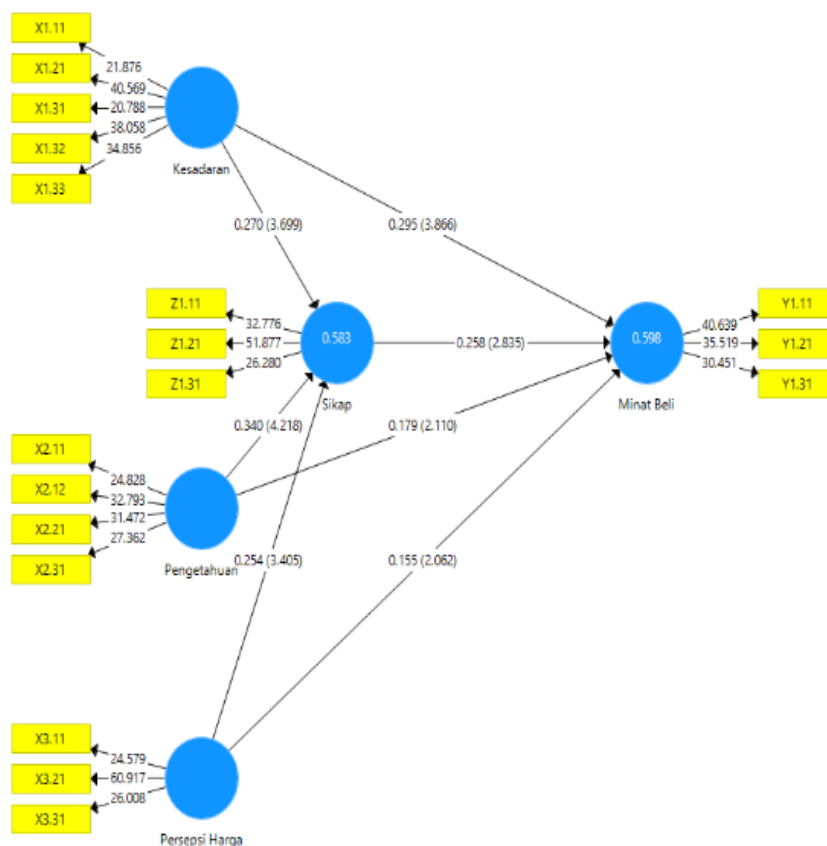 X1.11
X1.21
X1.31
X1.32
X1.33
21.876
40.569
20.788
38.058
34.856
Kesadaran
0.270 (3.699)
0.295 (3.866)
Z1.11
Z1.21
Z1.31
32.776
51.877
26.280
0.583
Sikap
0.258 (2.835)
0.598
Minat Beli
40.639
35.519
30.451
Y1.11
Y1.21
Y1.31
0.340 (4.218)
0.179 (2.110)
X2.11
X2.12
X2.21
X2.31
24.828
32.793
31.472
27.362
Pengetahuan
0.254 (3.405)
0.155 (2.062)
X3.11
X3.21
X3.31
24.579
60.917
26.008
Persepsi Harga